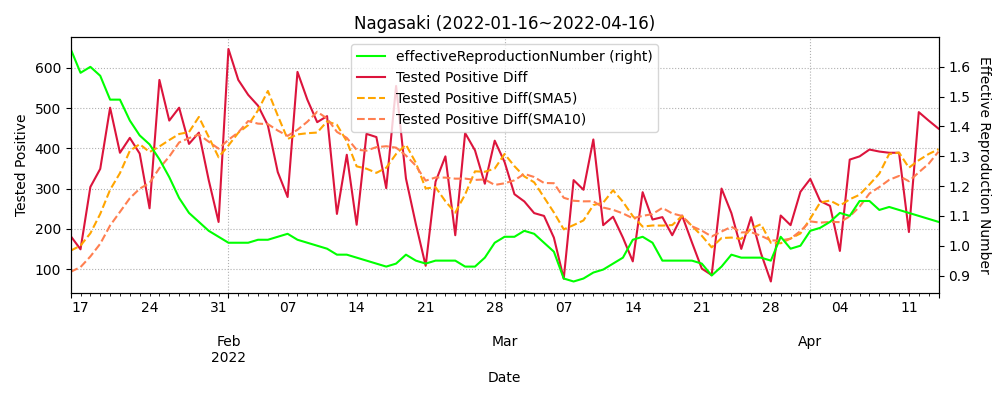 Nagasaki (2022-01-16~2022-04-16)
effectiveReproductionNumber (right)
Tested Positive Diff
Tested Positive Diff(SMA5)
Tested Positive Diff(SMA10)
Tested Positive
600
500
400
300
200
100
1.6
1.5
1.4
1.3
1.2
1.1
1.0
0.9
Effective Reproduction Number
17 24 31 07 14 21 28 07 14 21 28 04 11
Feb Mar Apr
2022
Date